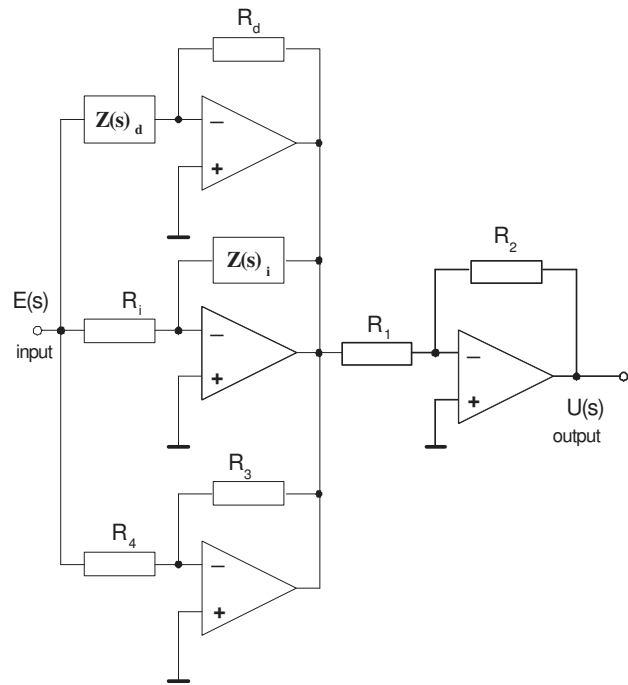 R_d
Z(s)_d
−
+
R_2
Z(s)_i
E(s)
R_i
R_1
input
−
+
−
+
U(s)
output
R_3
R_4
−
+